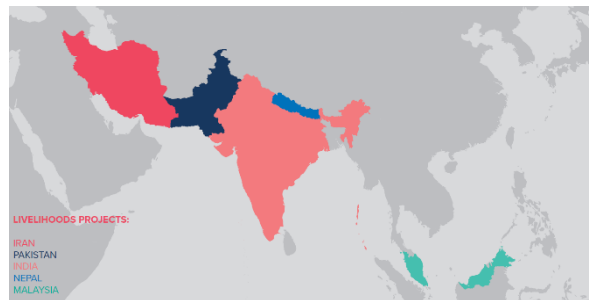 LIVELIHOODS PROJECTS:
IRAN
PAKISTAN
INDIA
NEPAL
MALAYSIA